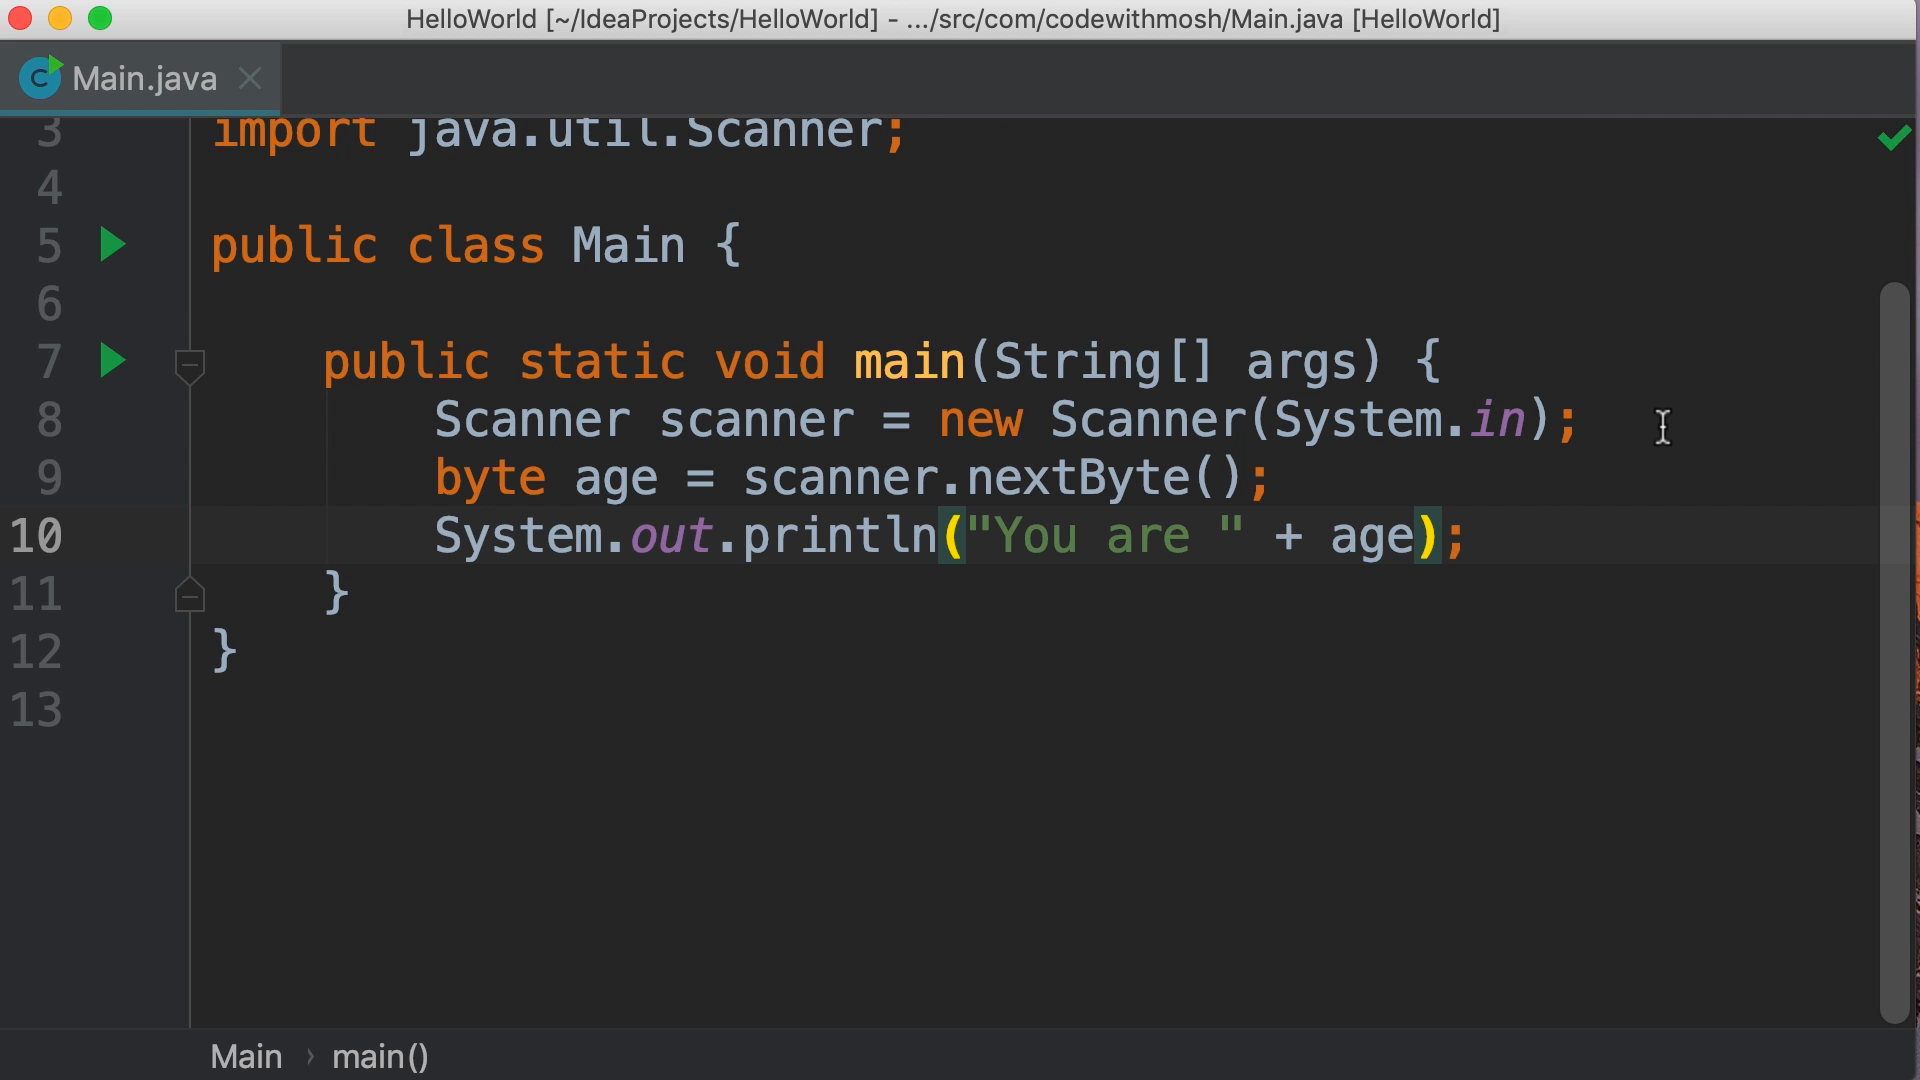 HelloWorld [~/IdeaProjects/HelloWorld] - .../src/com/codewithmosh/Main.java [HelloWorld]
C Main.java
3 import java.util.Scanner;
4
5 public class Main {
6
7 public static void main(String[] args) {
8 Scanner scanner = new Scanner(System.in);
9 byte age = scanner.nextByte();
10 System.out.println("You are " + age);
11 }
12 }
13
Main › main()